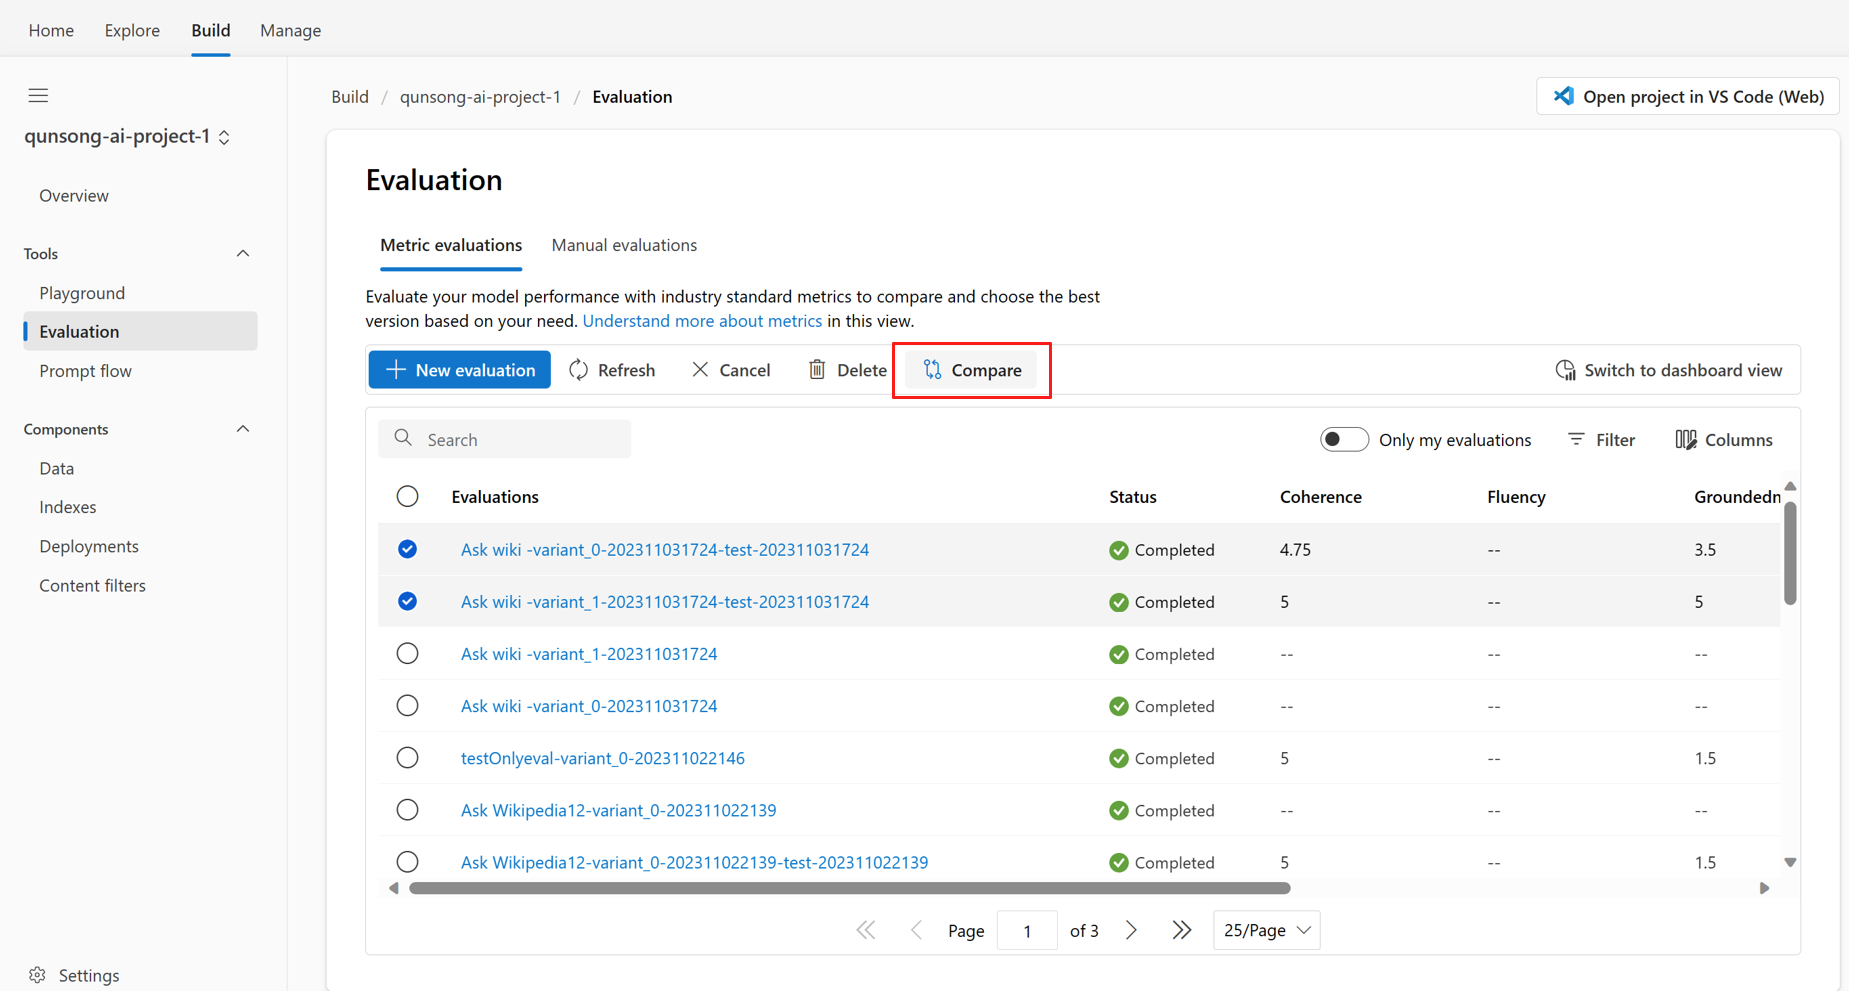 Home Explore Build Manage
Build / qunsong-ai-project-1 / Evaluation
Open project in VS Code (Web)
qunsong-ai-project-1
Overview
Tools
Playground
Evaluation
Prompt flow
Components
Data
Indexes
Deployments
Content filters
Settings
Evaluation
Metric evaluations Manual evaluations
Evaluate your model performance with industry standard metrics to compare and choose the best
version based on your need. Understand more about metrics in this view.
New evaluation Refresh Cancel Delete Compare Switch to dashboard view
Search Only my evaluations Filter Columns
Evaluations Status Coherence Fluency Groundedn
Ask wiki -variant_0-202311031724-test-202311031724 Completed 4.75 -- 3.5
Ask wiki -variant_1-202311031724-test-202311031724 Completed 5 -- 5
Ask wiki -variant_1-202311031724 Completed -- -- --
Ask wiki -variant_0-202311031724 Completed -- -- --
testOnlyeval-variant_0-202311022146 Completed 5 -- 1.5
Ask Wikipedia12-variant_0-202311022139 Completed -- -- --
Ask Wikipedia12-variant_0-202311022139-test-202311022139 Completed 5 -- 1.5
Page 1 of 3 25/Page